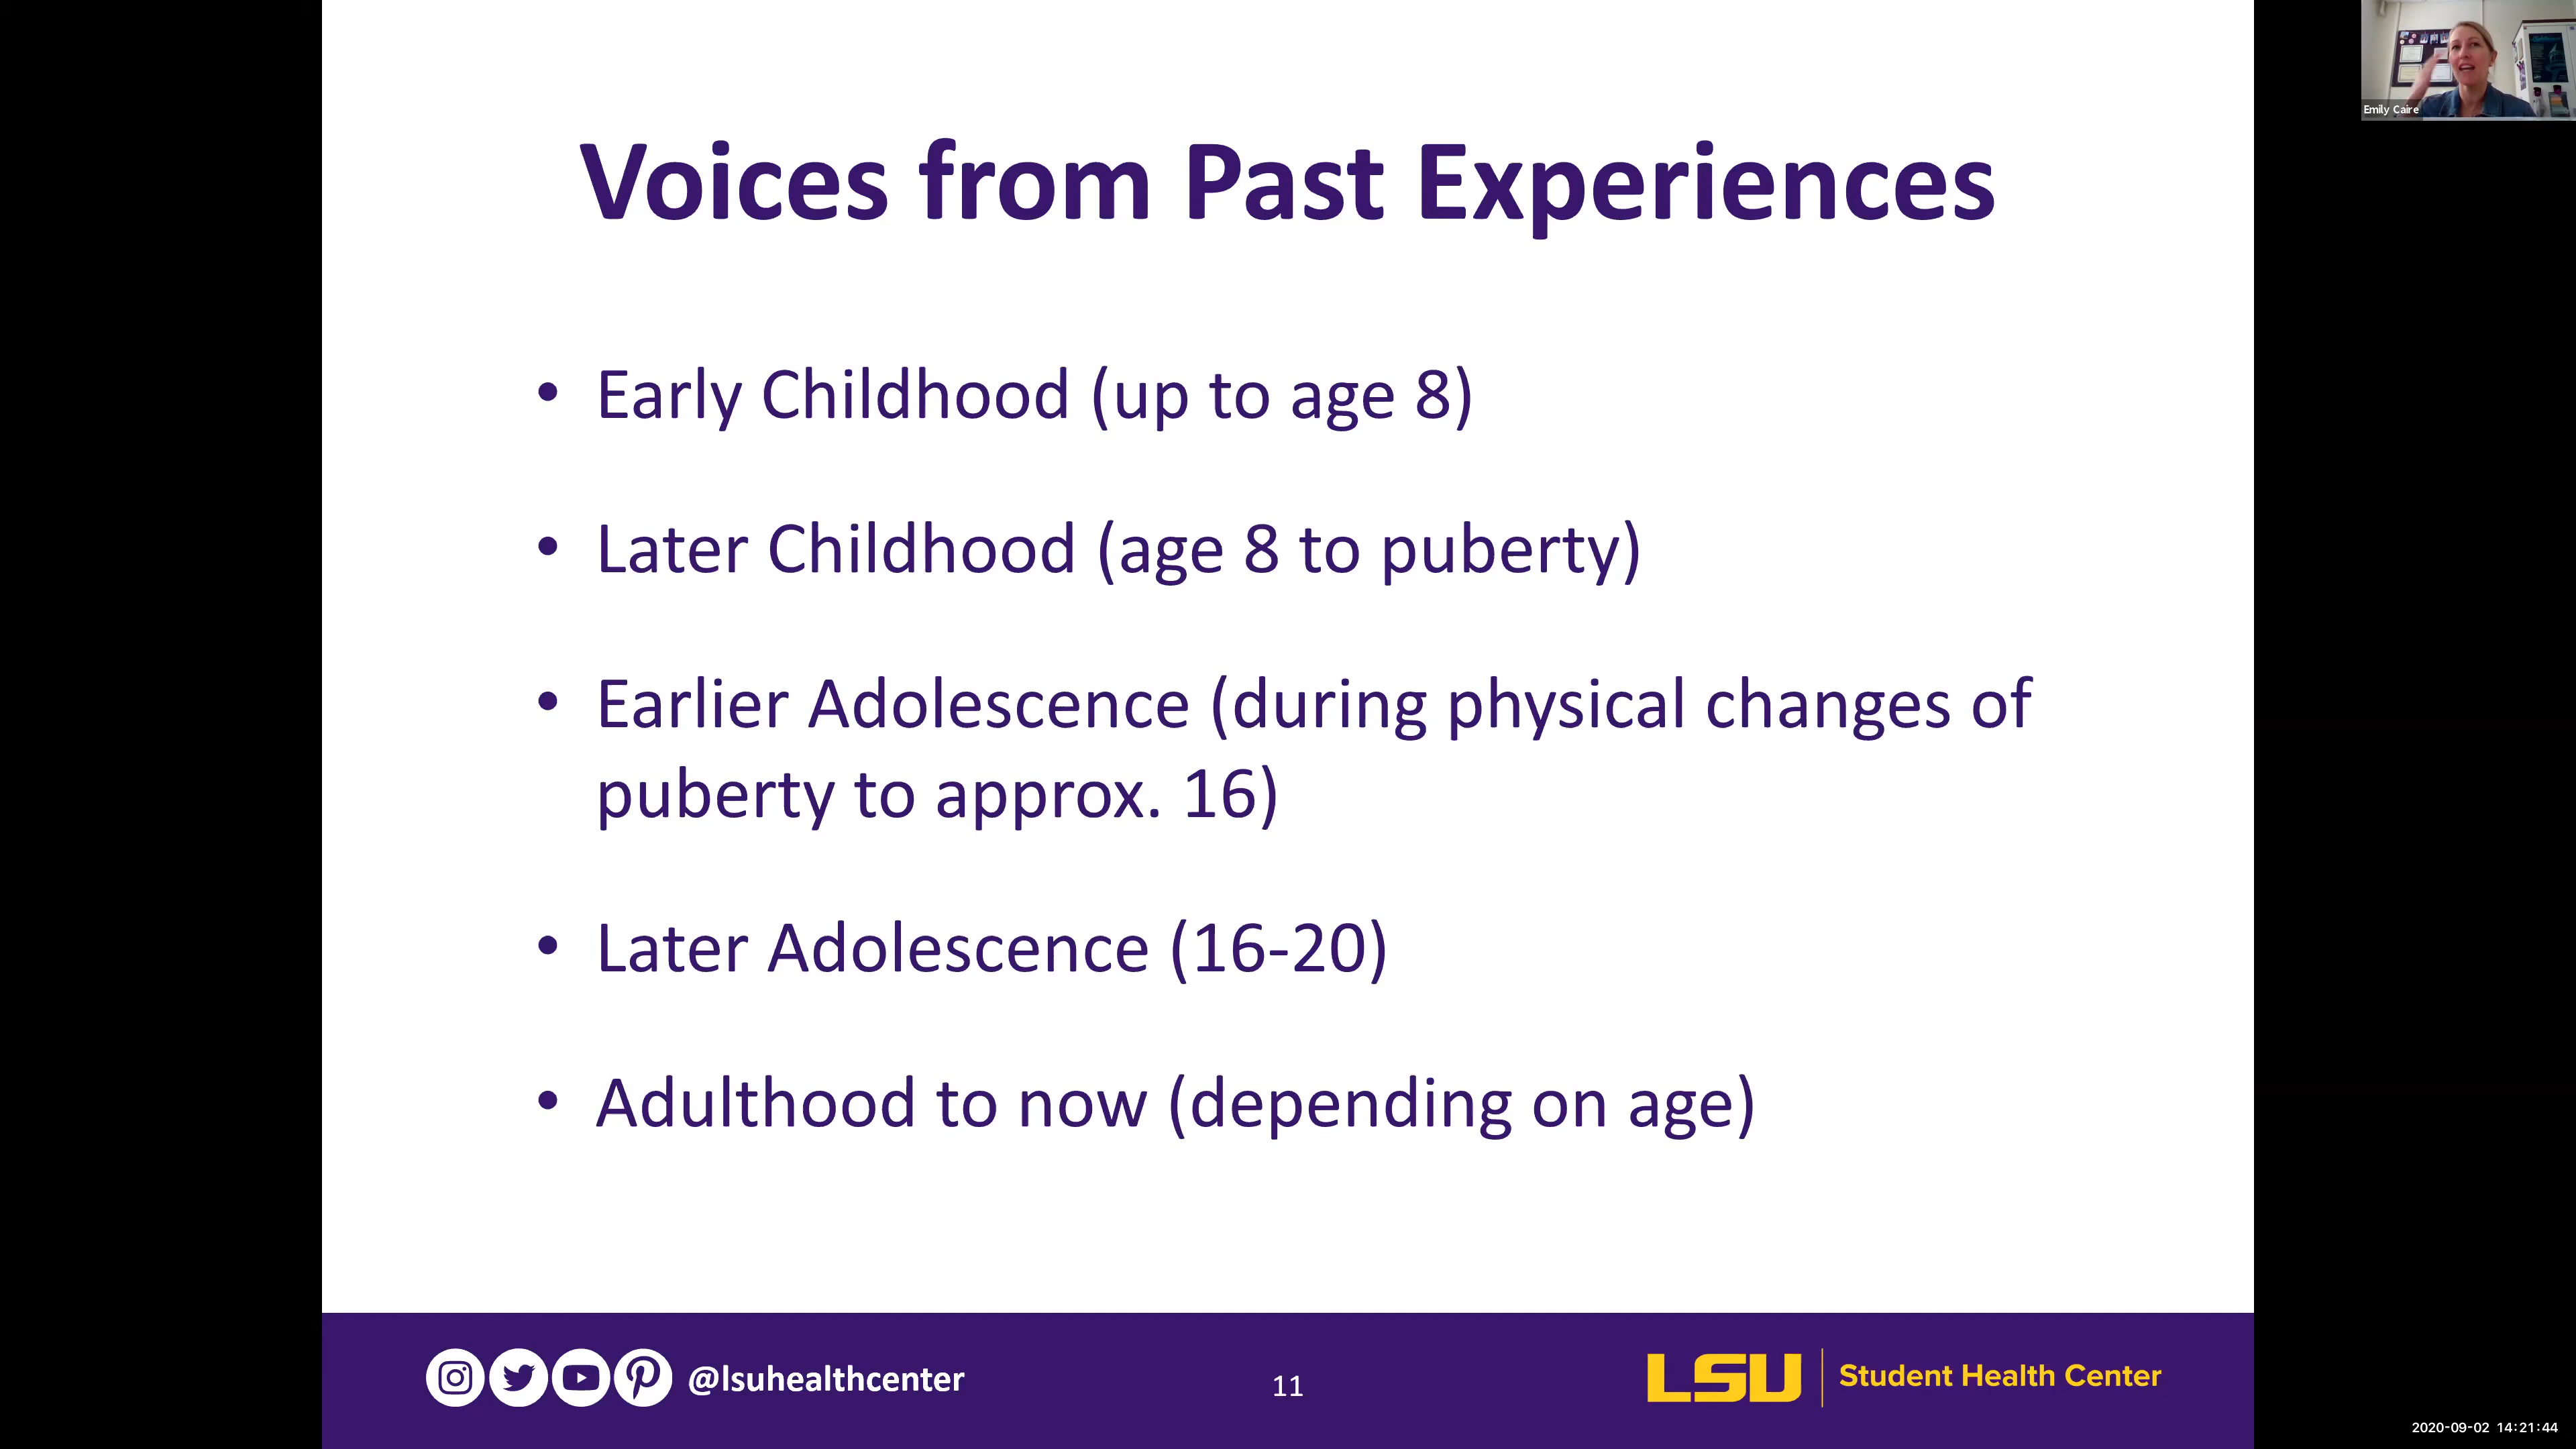 Voices from Past Experiences
Emily Caire
• Early Childhood (up to age 8)
• Later Childhood (age 8 to puberty)
• Earlier Adolescence (during physical changes of
puberty to approx. 16)
• Later Adolescence (16-20)
• Adulthood to now (depending on age)
@lsuhealthcenter
11
LSU Student Health Center
2020-09-02 14:21:44